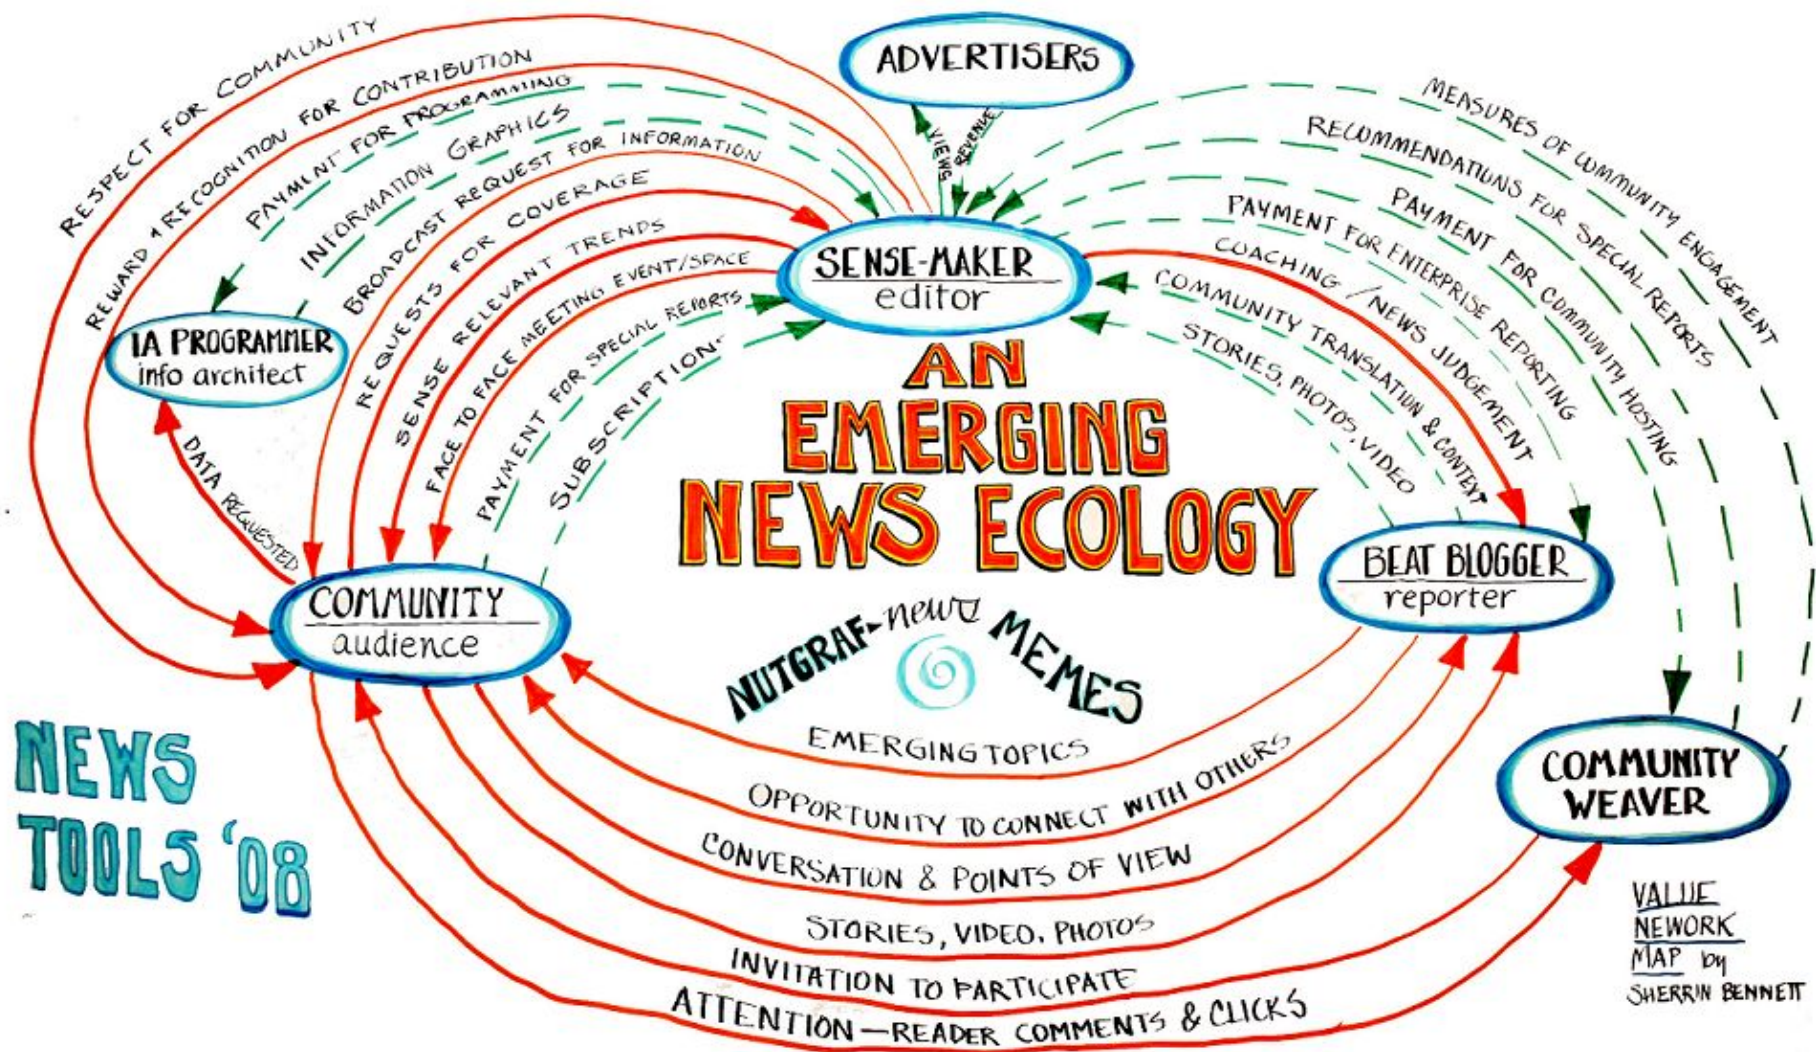 RESPECT FOR COMMUNITY
REWARD & RECOGNITION FOR CONTRIBUTION
PAYMENT FOR PROGRAMMING
INFORMATION GRAPHICS
BROADCAST REQUEST FOR INFORMATION
REQUESTS FOR COVERAGE
SENSE RELEVANT TRENDS
FACE TO FACE MEETING EVENT/SPACE
PAYMENT FOR SPECIAL REPORTS
SUBSCRIPTION
ADVERTISERS
VIEWS
REVENUE
SENSE-MAKER
editor
MEASURES OF COMMUNITY ENGAGEMENT
RECOMMENDATIONS FOR SPECIAL REPORTS
PAYMENT FOR COMMUNITY HOSTING
PAYMENT FOR ENTERPRISE REPORTING
COACHING / NEWS JUDGEMENT
COMMUNITY TRANSLATION & CONTEXT
STORIES, PHOTOS, VIDEO
IA PROGRAMMER
info architect
DATA REQUESTED
AN
EMERGING
NEWS ECOLOGY
COMMUNITY
audience
BEAT BLOGGER
reporter
NUTGRAF-news MEMES
EMERGING TOPICS
OPPORTUNITY TO CONNECT WITH OTHERS
CONVERSATION & POINTS OF VIEW
STORIES, VIDEO, PHOTOS
INVITATION TO PARTICIPATE
ATTENTION—READER COMMENTS & CLICKS
COMMUNITY
WEAVER
NEWS
TOOLS '08
VALUE
NEWORK
MAP by
SHERRIN BENNETT